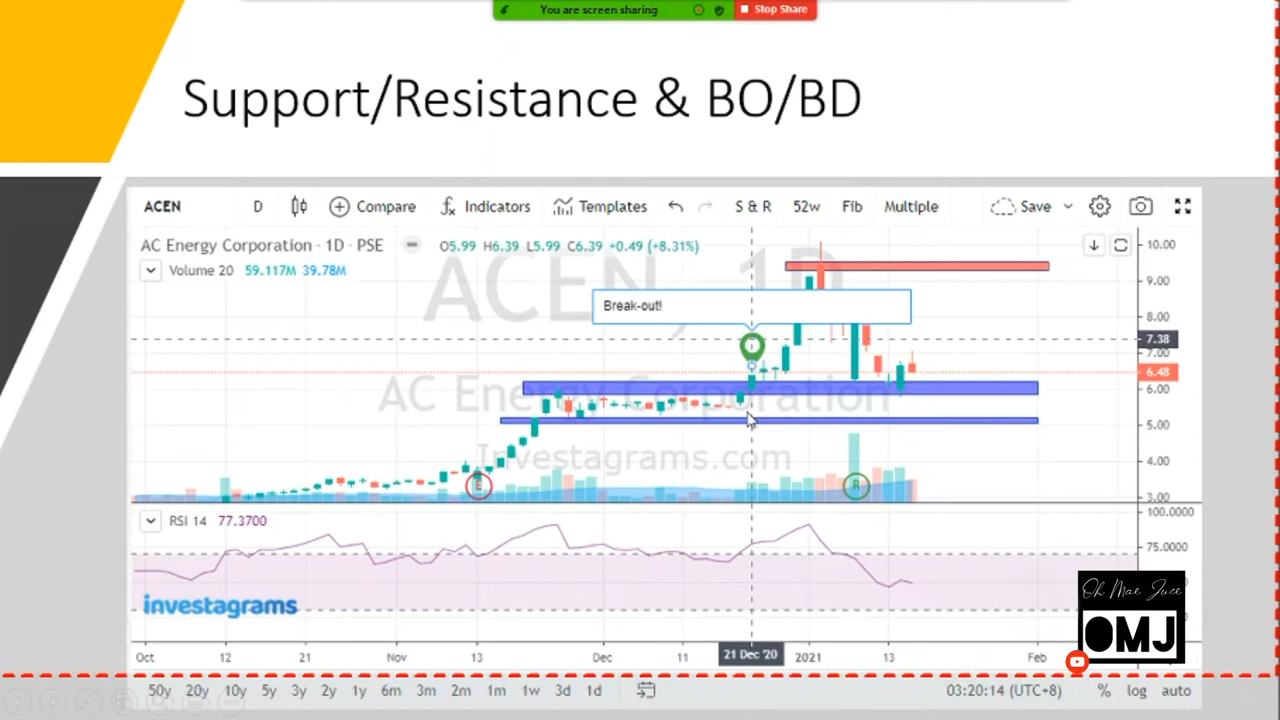 You are screen sharing
Stop Share
Support/Resistance & BO/BD
ACEN D Compare Indicators Templates S & R 52w Fib Multiple Save
AC Energy Corporation · 1D · PSE O5.99 H6.39 L5.99 C6.39 +0.49 (+8.31%)
Volume 20 59.117M 39.78M
ACEN, 1D
AC Energy Corporation
Investagrams.com
Break-out!
10.00
9.00
8.00
7.38
7.00
6.48
6.00
5.00
4.00
3.00
E
R
RSI 14 77.3700
100.0000
75.0000
investagrams
Oh Mae Juce
OMJ
Oct 12 21 Nov 13 Dec 11 21 Dec '20 2021 13 Feb
50y 20y 10y 5y 3y 2y 1y 6m 3m 2m 1m 1w 3d 1d 03:20:14 (UTC+8) % log auto